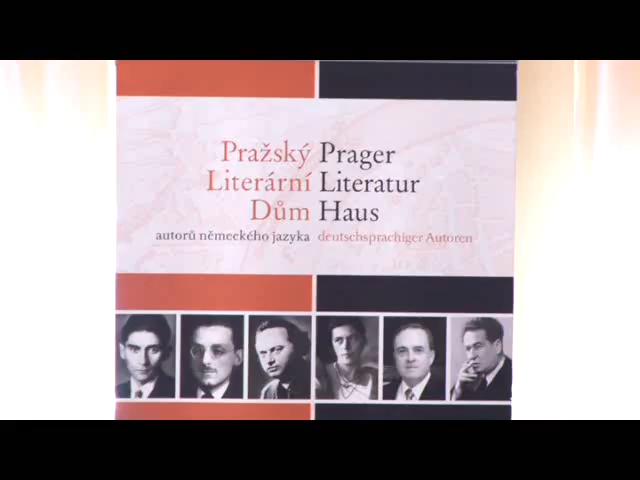 Pražský Prager
Literární Literatur
Dům Haus
autorů německého jazyka deutschsprachiger Autoren